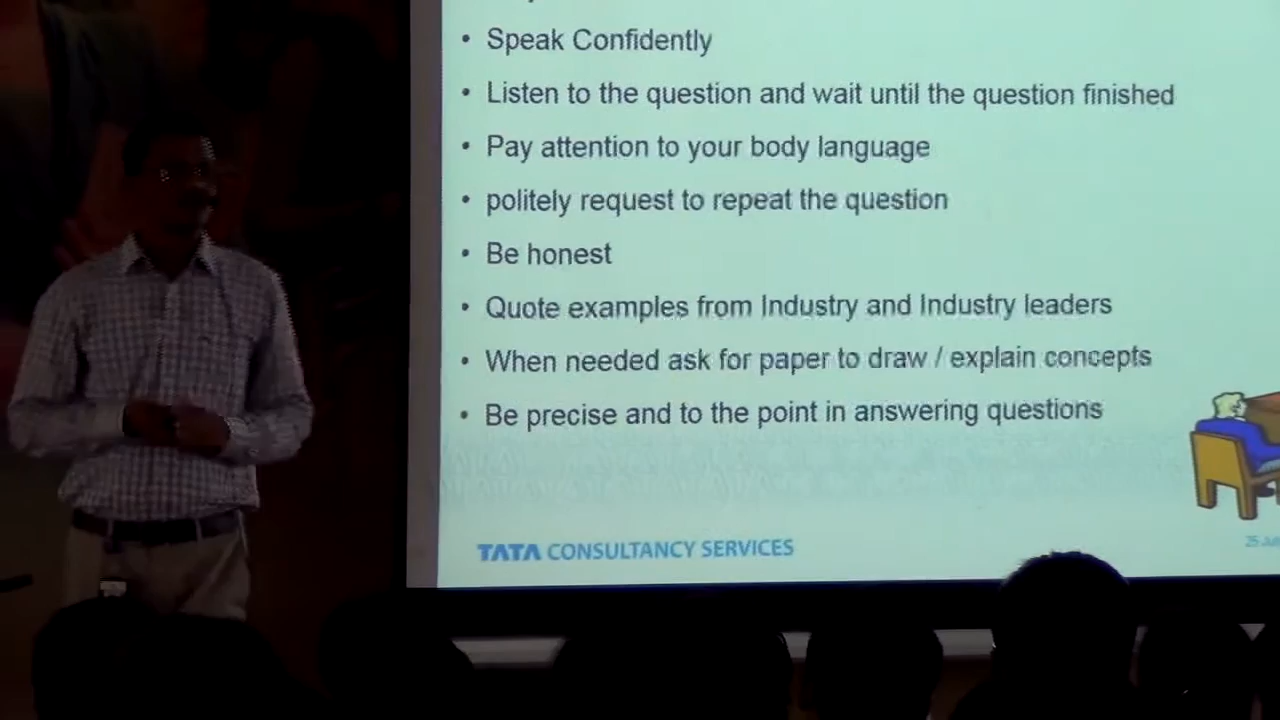 • Speak Confidently
• Listen to the question and wait until the question finished
• Pay attention to your body language
• politely request to repeat the question
• Be honest
• Quote examples from Industry and Industry leaders
• When needed ask for paper to draw / explain concepts
• Be precise and to the point in answering questions
TATA CONSULTANCY SERVICES
25